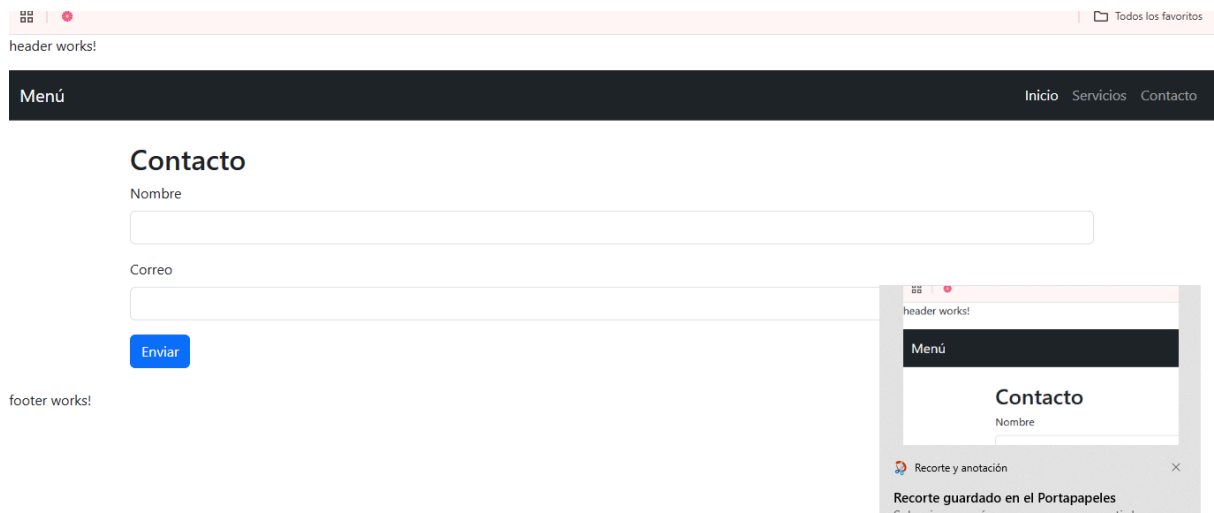 Todos los favoritos
header works!
Menú
Inicio Servicios Contacto
Contacto
Nombre
Correo
Enviar
footer works!
header works!
Menú
Contacto
Nombre
Recorte y anotación
Recorte guardado en el Portapapeles